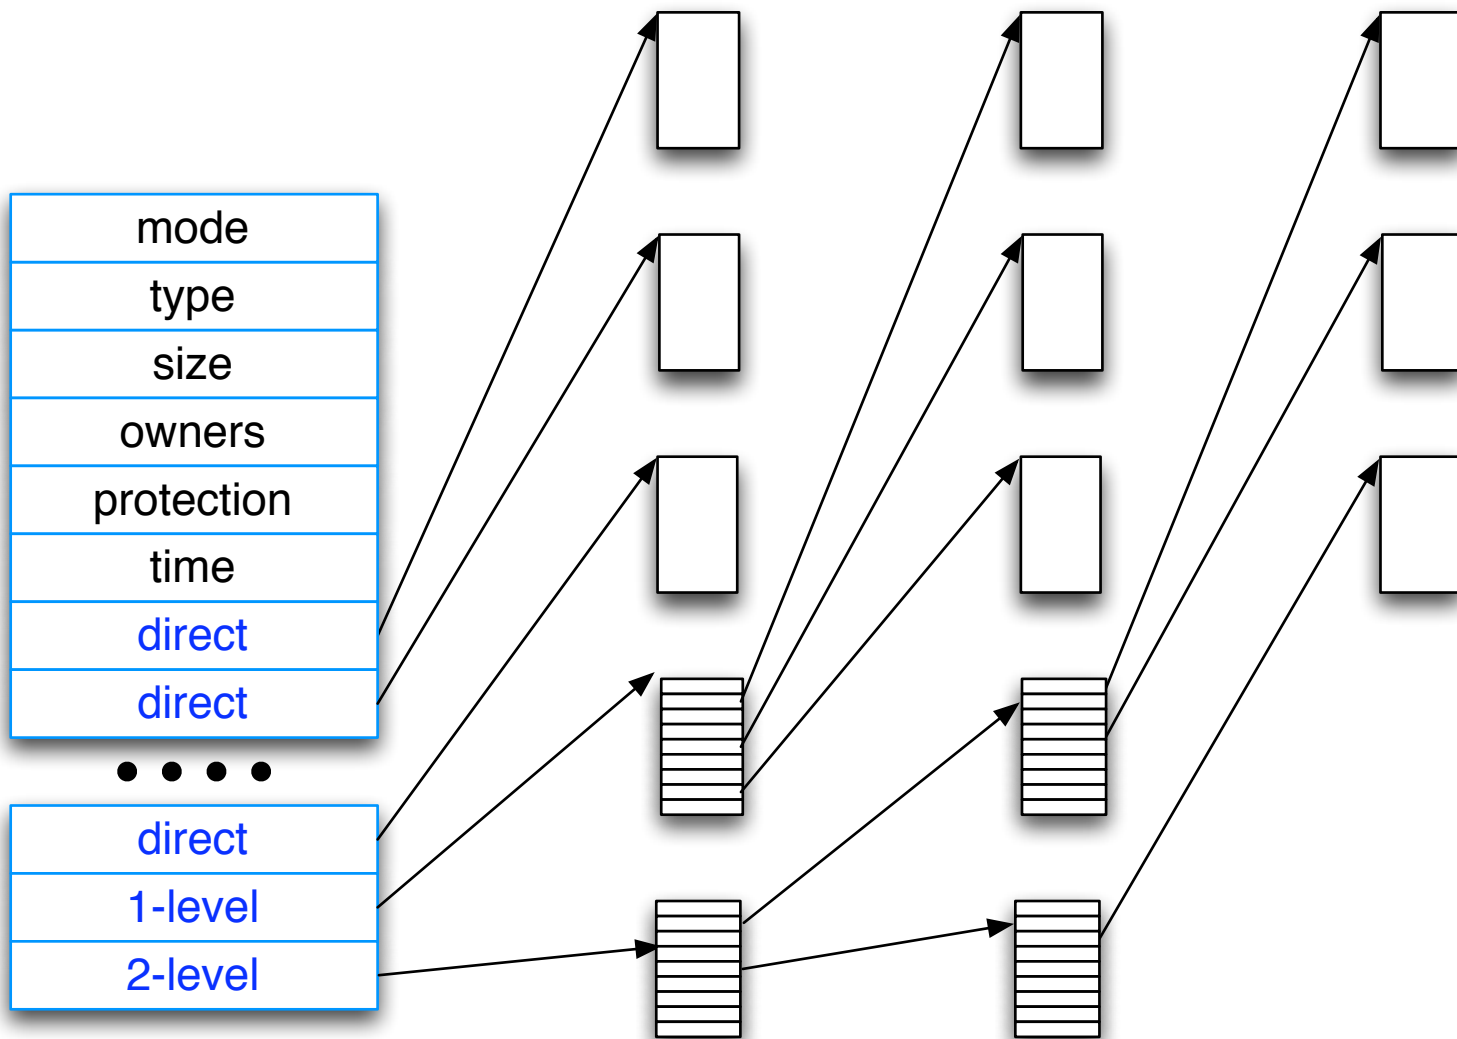 mode
type
size
owners
protection
time
direct
direct
direct
1-level
2-level